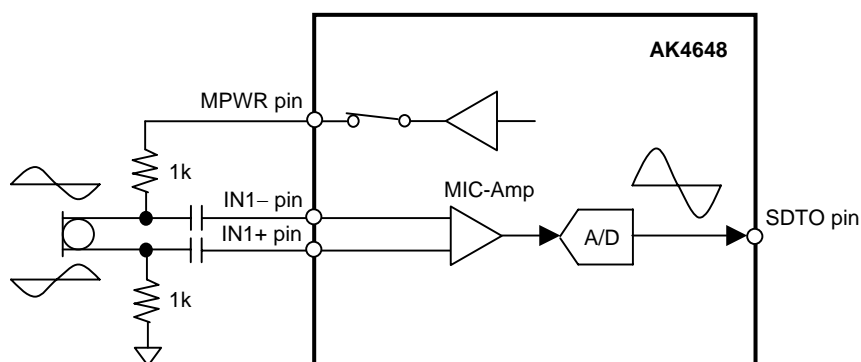 AK4648
MPWR pin
1k
MIC-Amp
IN1− pin
SDTO pin
IN1+ pin
A/D
1k